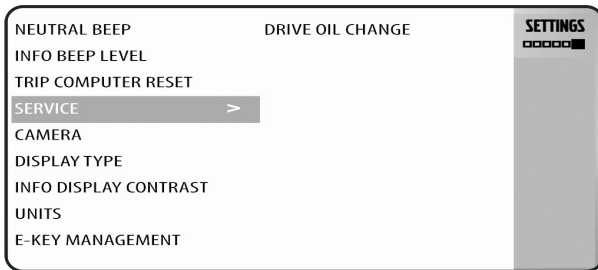 NEUTRAL BEEP
INFO BEEP LEVEL
TRIP COMPUTER RESET
SERVICE >
CAMERA
DISPLAY TYPE
INFO DISPLAY CONTRAST
UNITS
E-KEY MANAGEMENT
DRIVE OIL CHANGE
SETTINGS